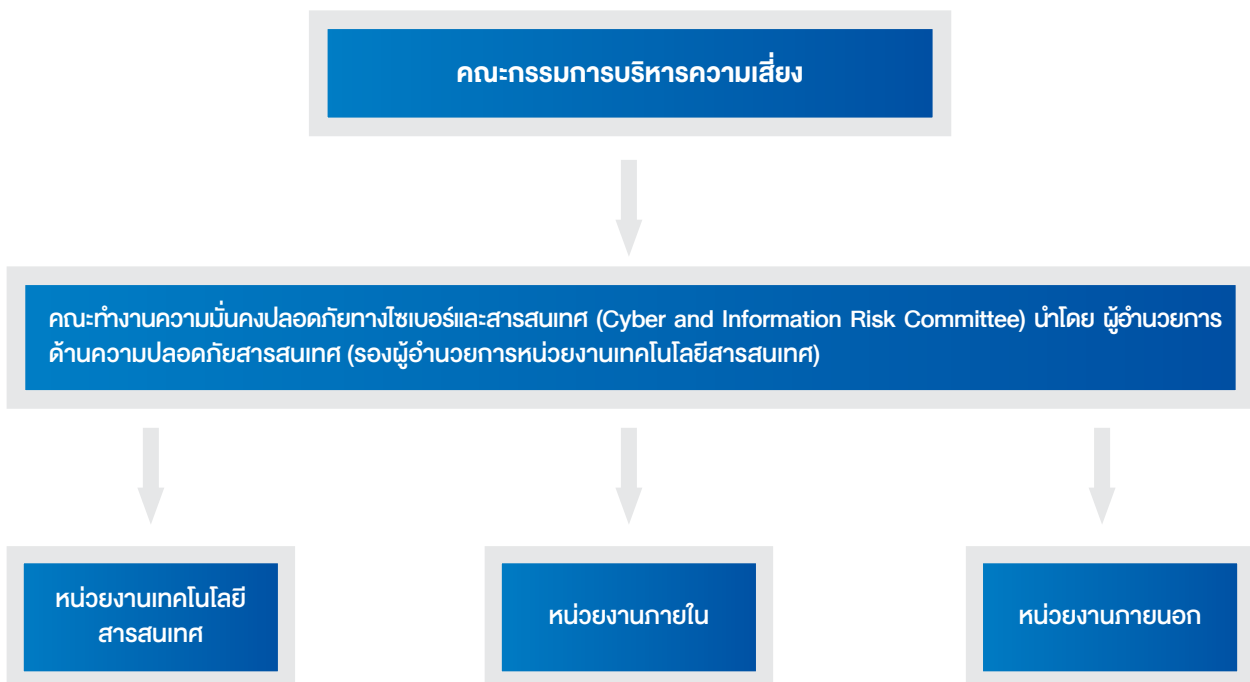 คณะกรรมการบริหารความเสี่ยง
คณะทำงานความมั่นคงปลอดภัยทางไซเบอร์และสารสนเทศ (Cyber and Information Risk Committee) นำโดย ผู้อำนวยการ
ด้านความปลอดภัยสารสนเทศ (รองผู้อำนวยการหน่วยงานเทคโนโลยีสารสนเทศ)
หน่วยงานเทคโนโลยี
สารสนเทศ
หน่วยงานภายใน
หน่วยงานภายนอก